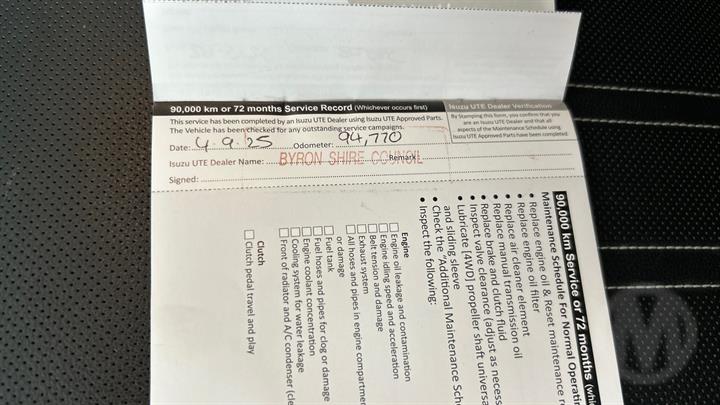 90,000 km or 72 months Service Record (Whichever occurs first)
This service has been completed by an Isuzu UTE Dealer using Isuzu UTE Approved Parts.
The Vehicle has been checked for any outstanding service campaigns.
Date: 4.9.25 Odometer: 94,770
Isuzu UTE Dealer Name: BYRON SHIRE COUNCIL Remark:
Signed:
Isuzu UTE Dealer Verification
By Stamping this form, you confirm that you
are an Isuzu UTE Dealer and that all
aspects of the Maintenance Schedule using
Isuzu UTE Approved Parts have been completed.
90,000 km Service or 72 months
Maintenance Schedule For Normal
• Replace engine oil & Reset maintenance
• Replace engine oil filter
• Replace air cleaner element
• Replace manual transmission oil
• Replace brake and clutch fluid
• Inspect valve clearance (adjust as
• Lubricate (4WD) propeller shaft
and sliding sleeve
• Check the "Additional Maintenance
• Inspect the following:
Engine
Engine oil leakage and contamination
Engine idling speed and acceleration
Belt tension and damage
Exhaust system
All hoses and pipes in engine
or damage
Fuel tank
Fuel hoses and pipes for clog or damage
Engine coolant concentration
Cooling system for water leakage
Front of radiator and A/C condenser
Clutch
Clutch pedal travel and play
M